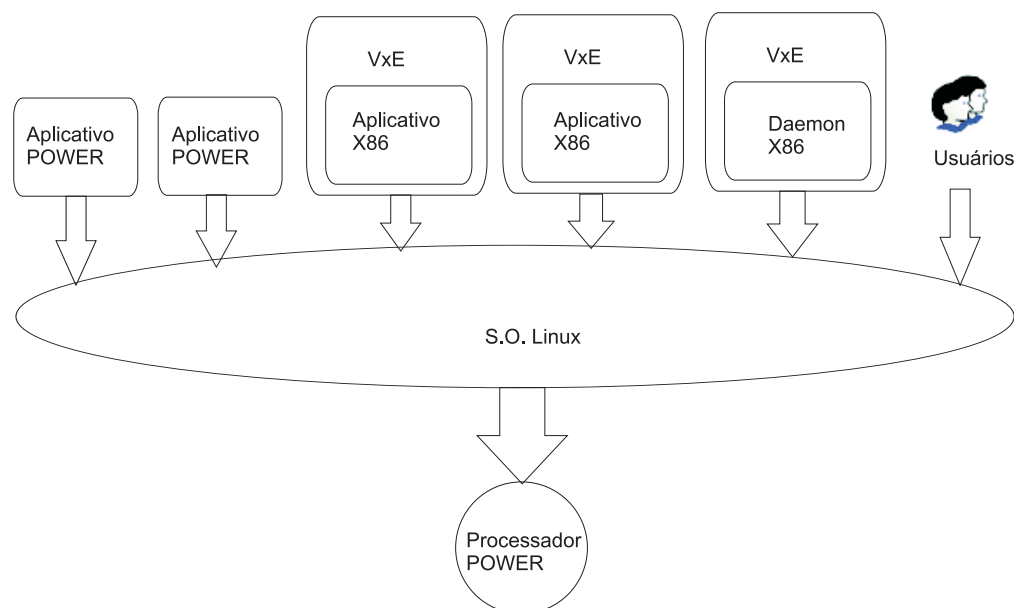 VxE
VxE
VxE
Aplicativo
POWER
Aplicativo
POWER
Aplicativo
X86
Aplicativo
X86
Daemon
X86
Usuários
S.O. Linux
Processador
POWER